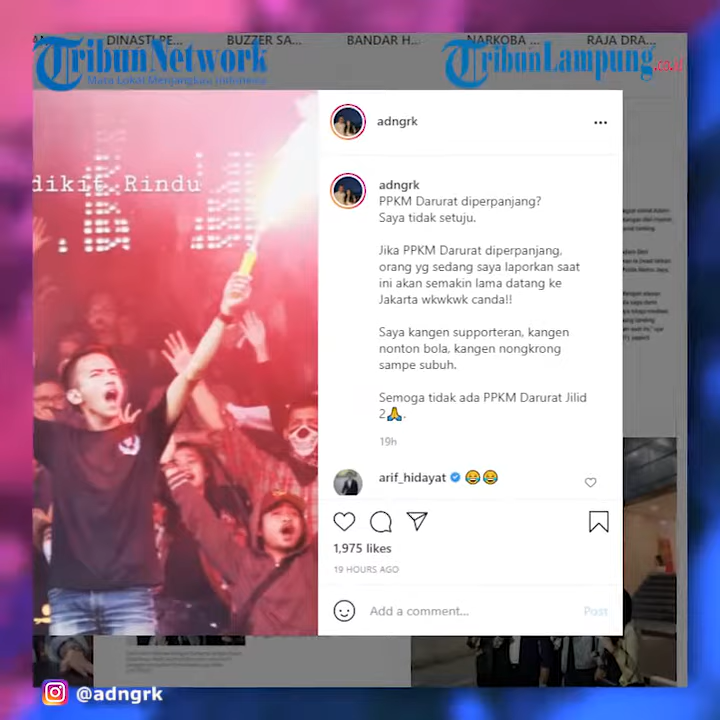 DINASTI PE...
BUZZER SA...
BANDAR H...
NARKOBA ...
RAJA DRA...
Tribun Network
Mata Lokal Menjangkau Indonesia
TribunLampung.co.id
adngrk
dikit Rindu
adngrk
PPKM Darurat diperpanjang?
Saya tidak setuju.
Jika PPKM Darurat diperpanjang,
orang yg sedang saya laporkan saat
ini akan semakin lama datang ke
Jakarta wkwkwk canda!!
Saya kangen supporteran, kangen
nonton bola, kangen nongkrong
sampe subuh.
Semoga tidak ada PPKM Darurat Jilid
2🙏.
19h
arif_hidayat 😂😂
1,975 likes
19 HOURS AGO
Add a comment...
Post
@adngrk